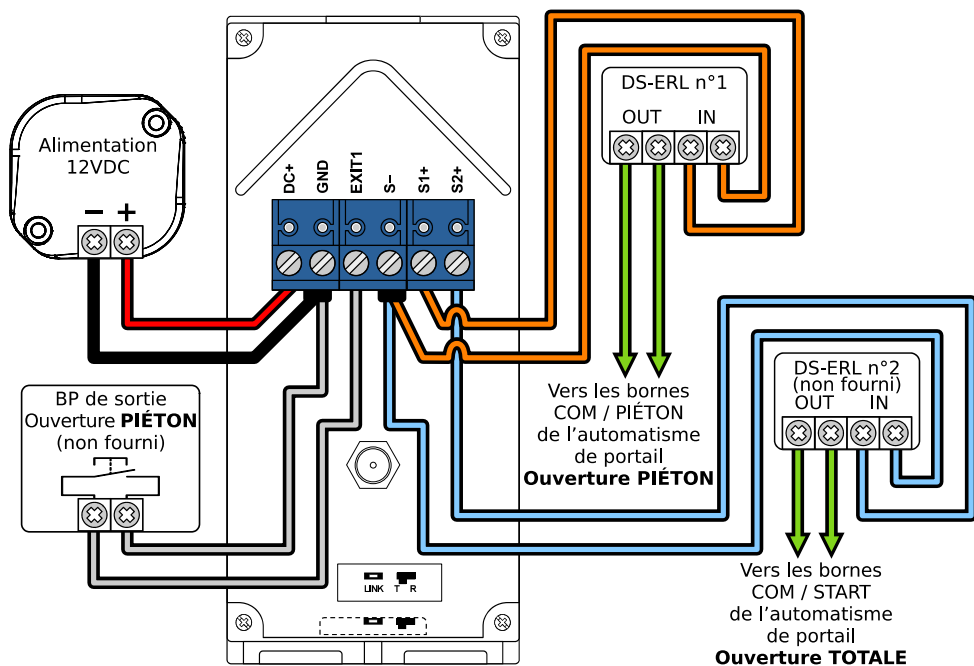 DS-ERL n°1
OUT IN
Alimentation
12VDC
− +
DC+
GND
EXIT1
S−
S1+
S2+
BP de sortie
Ouverture PIÉTON
(non fourni)
Vers les bornes
COM / PIÉTON
de l’automatisme
de portail
Ouverture PIÉTON
DS-ERL n°2
(non fourni)
OUT IN
LINK T R
Vers les bornes
COM / START
de l’automatisme
de portail
Ouverture TOTALE